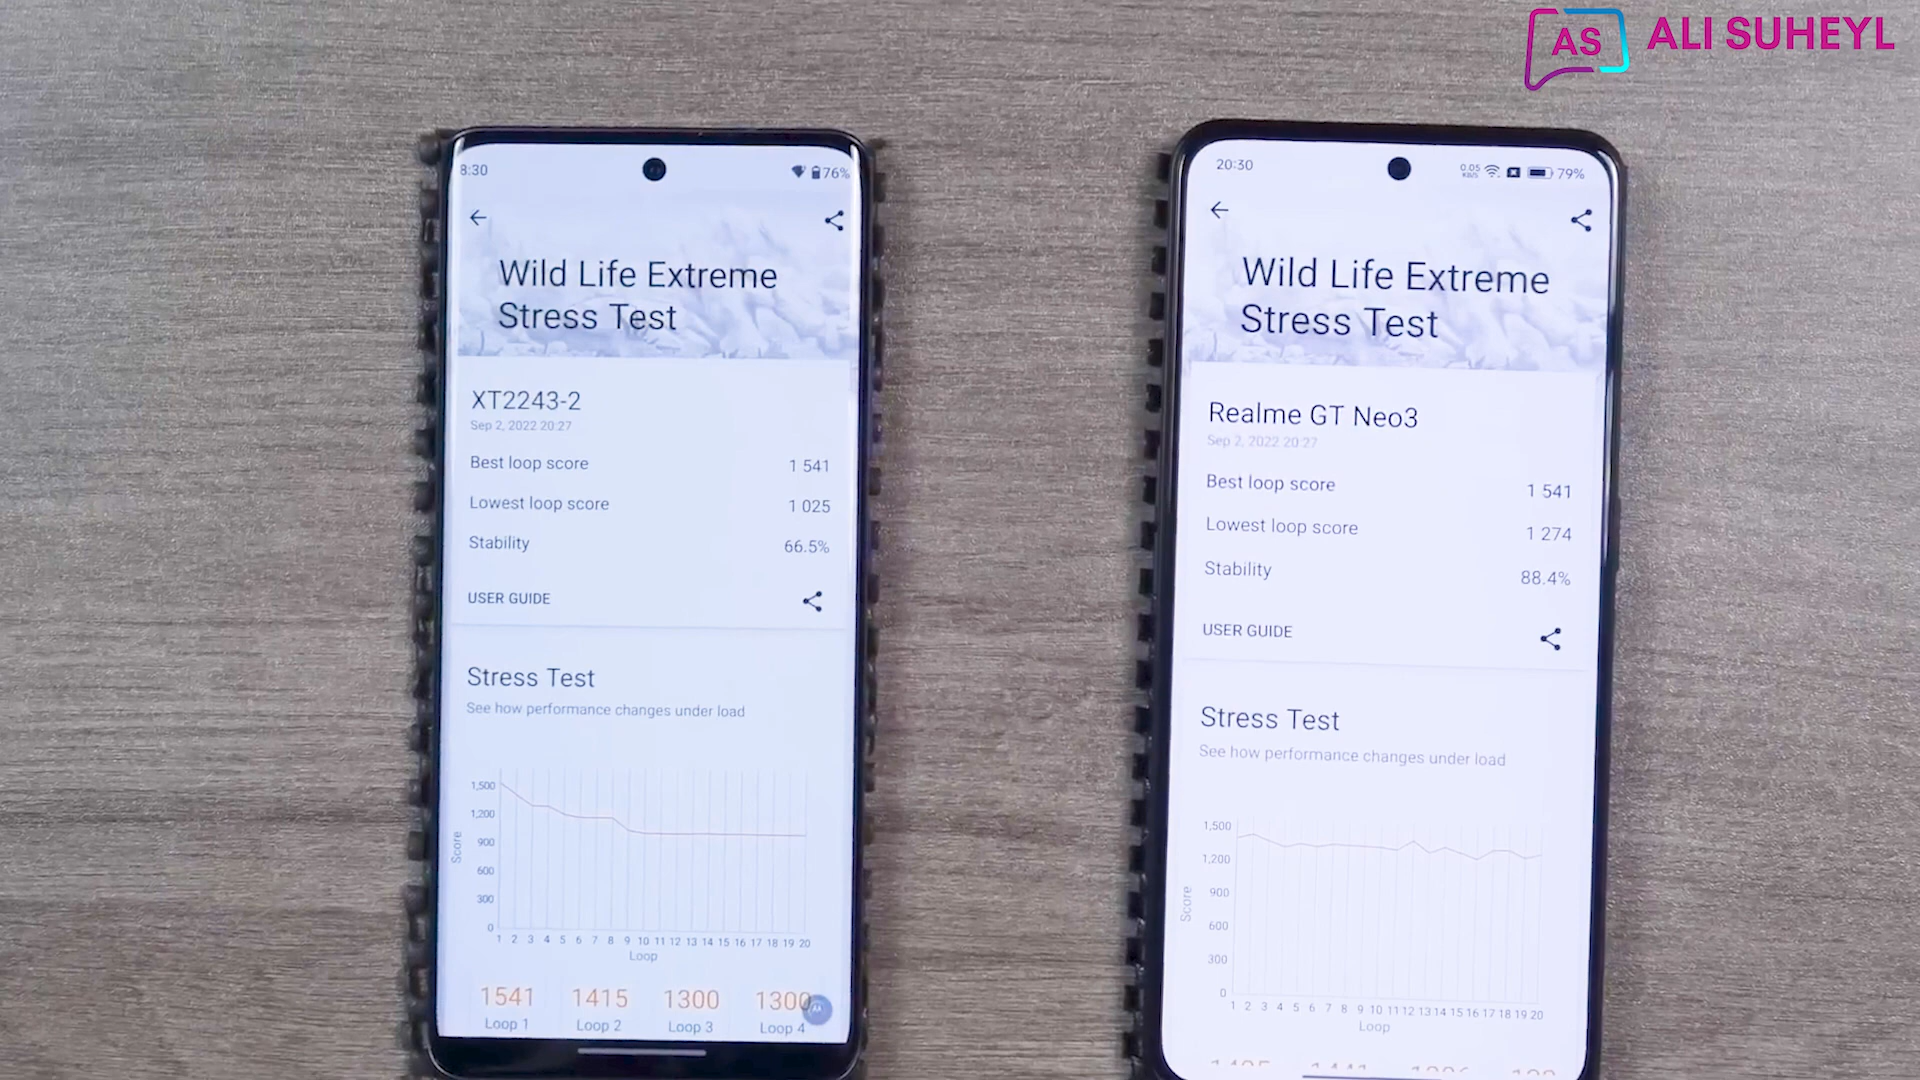 AS ALI SUHEYL
8:30 76%
Wild Life Extreme
Stress Test
XT2243-2
Sep 2, 2022 20:27
Best loop score 1 541
Lowest loop score 1 025
Stability 66.5%
USER GUIDE
Stress Test
See how performance changes under load
1,500
1,200
900
600
300
0
Score
1 2 3 4 5 6 7 8 9 10 11 12 13 14 15 16 17 18 19 20
Loop
1541 1415 1300 1300
Loop 1 Loop 2 Loop 3 Loop 4
20:30 0.05 KB/S 79%
Wild Life Extreme
Stress Test
Realme GT Neo3
Sep 2, 2022 20:27
Best loop score 1 541
Lowest loop score 1 274
Stability 88.4%
USER GUIDE
Stress Test
See how performance changes under load
1,500
1,200
900
600
300
0
Score
1 2 3 4 5 6 7 8 9 10 11 12 13 14 15 16 17 18 19 20
Loop